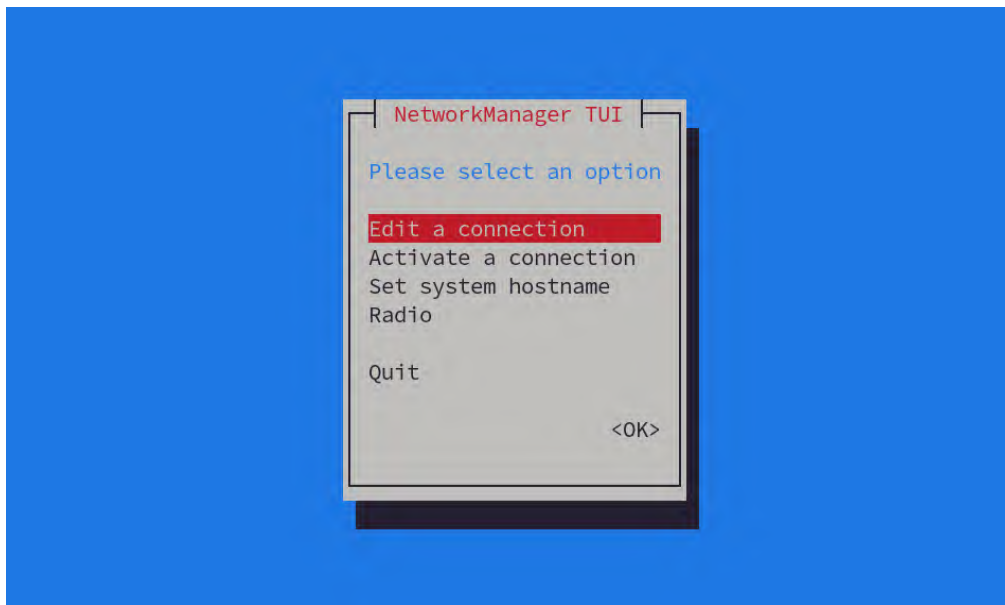 NetworkManager TUI
Please select an option
Edit a connection
Activate a connection
Set system hostname
Radio
Quit
<OK>